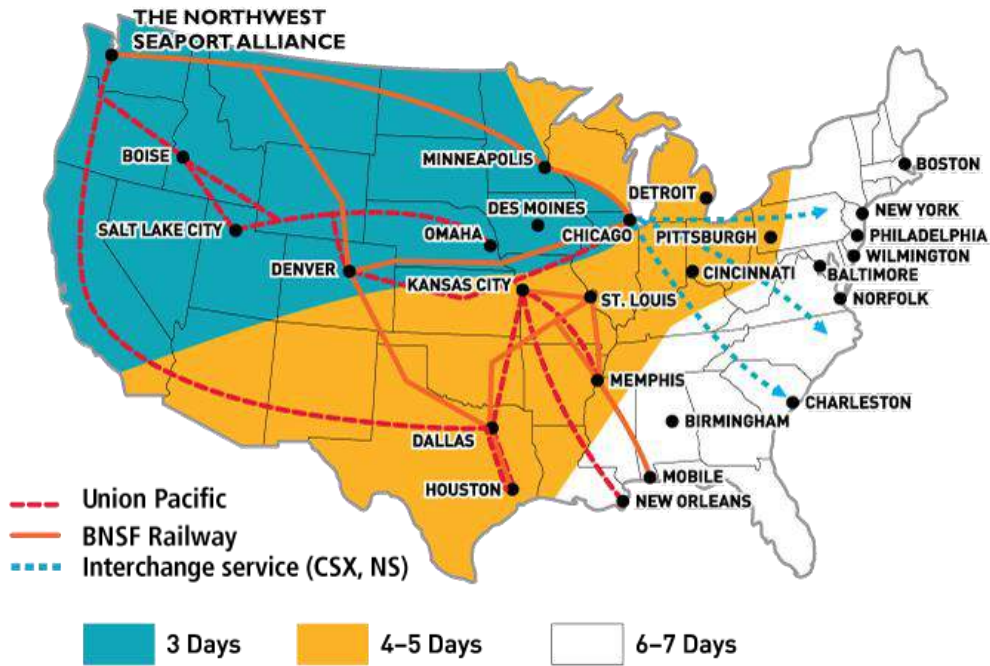 THE NORTHWEST
SEAPORT ALLIANCE
BOISE
MINNEAPOLIS
BOSTON
DETROIT
DES MOINES
NEW YORK
SALT LAKE CITY
OMAHA
CHICAGO
PITTSBURGH
PHILADELPHIA
WILMINGTON
DENVER
CINCINNATI
BALTIMORE
KANSAS CITY
ST. LOUIS
NORFOLK
MEMPHIS
CHARLESTON
BIRMINGHAM
DALLAS
MOBILE
HOUSTON
NEW ORLEANS
Union Pacific
BNSF Railway
Interchange service (CSX, NS)
3 Days
4–5 Days
6–7 Days